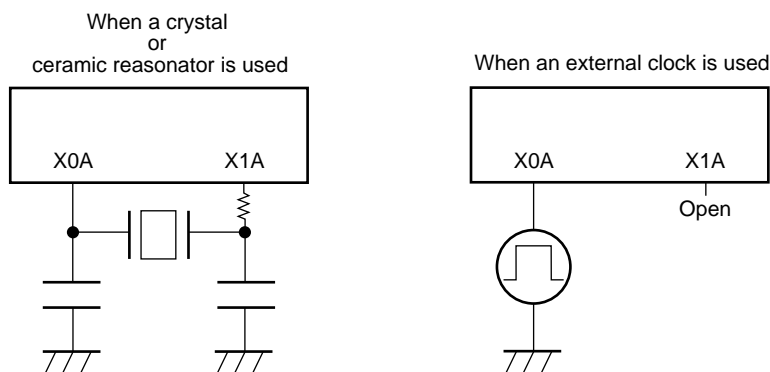 When a crystal
or
ceramic reasonator is used
X0A
X1A
When an external clock is used
X0A
X1A
Open